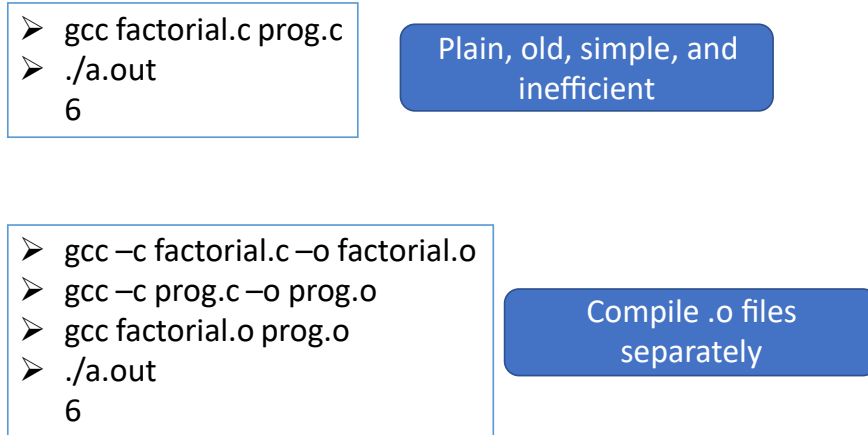 ➢ gcc factorial.c prog.c
➢ ./a.out
6
Plain, old, simple, and
inefficient
➢ gcc –c factorial.c –o factorial.o
➢ gcc –c prog.c –o prog.o
➢ gcc factorial.o prog.o
➢ ./a.out
6
Compile .o files
separately